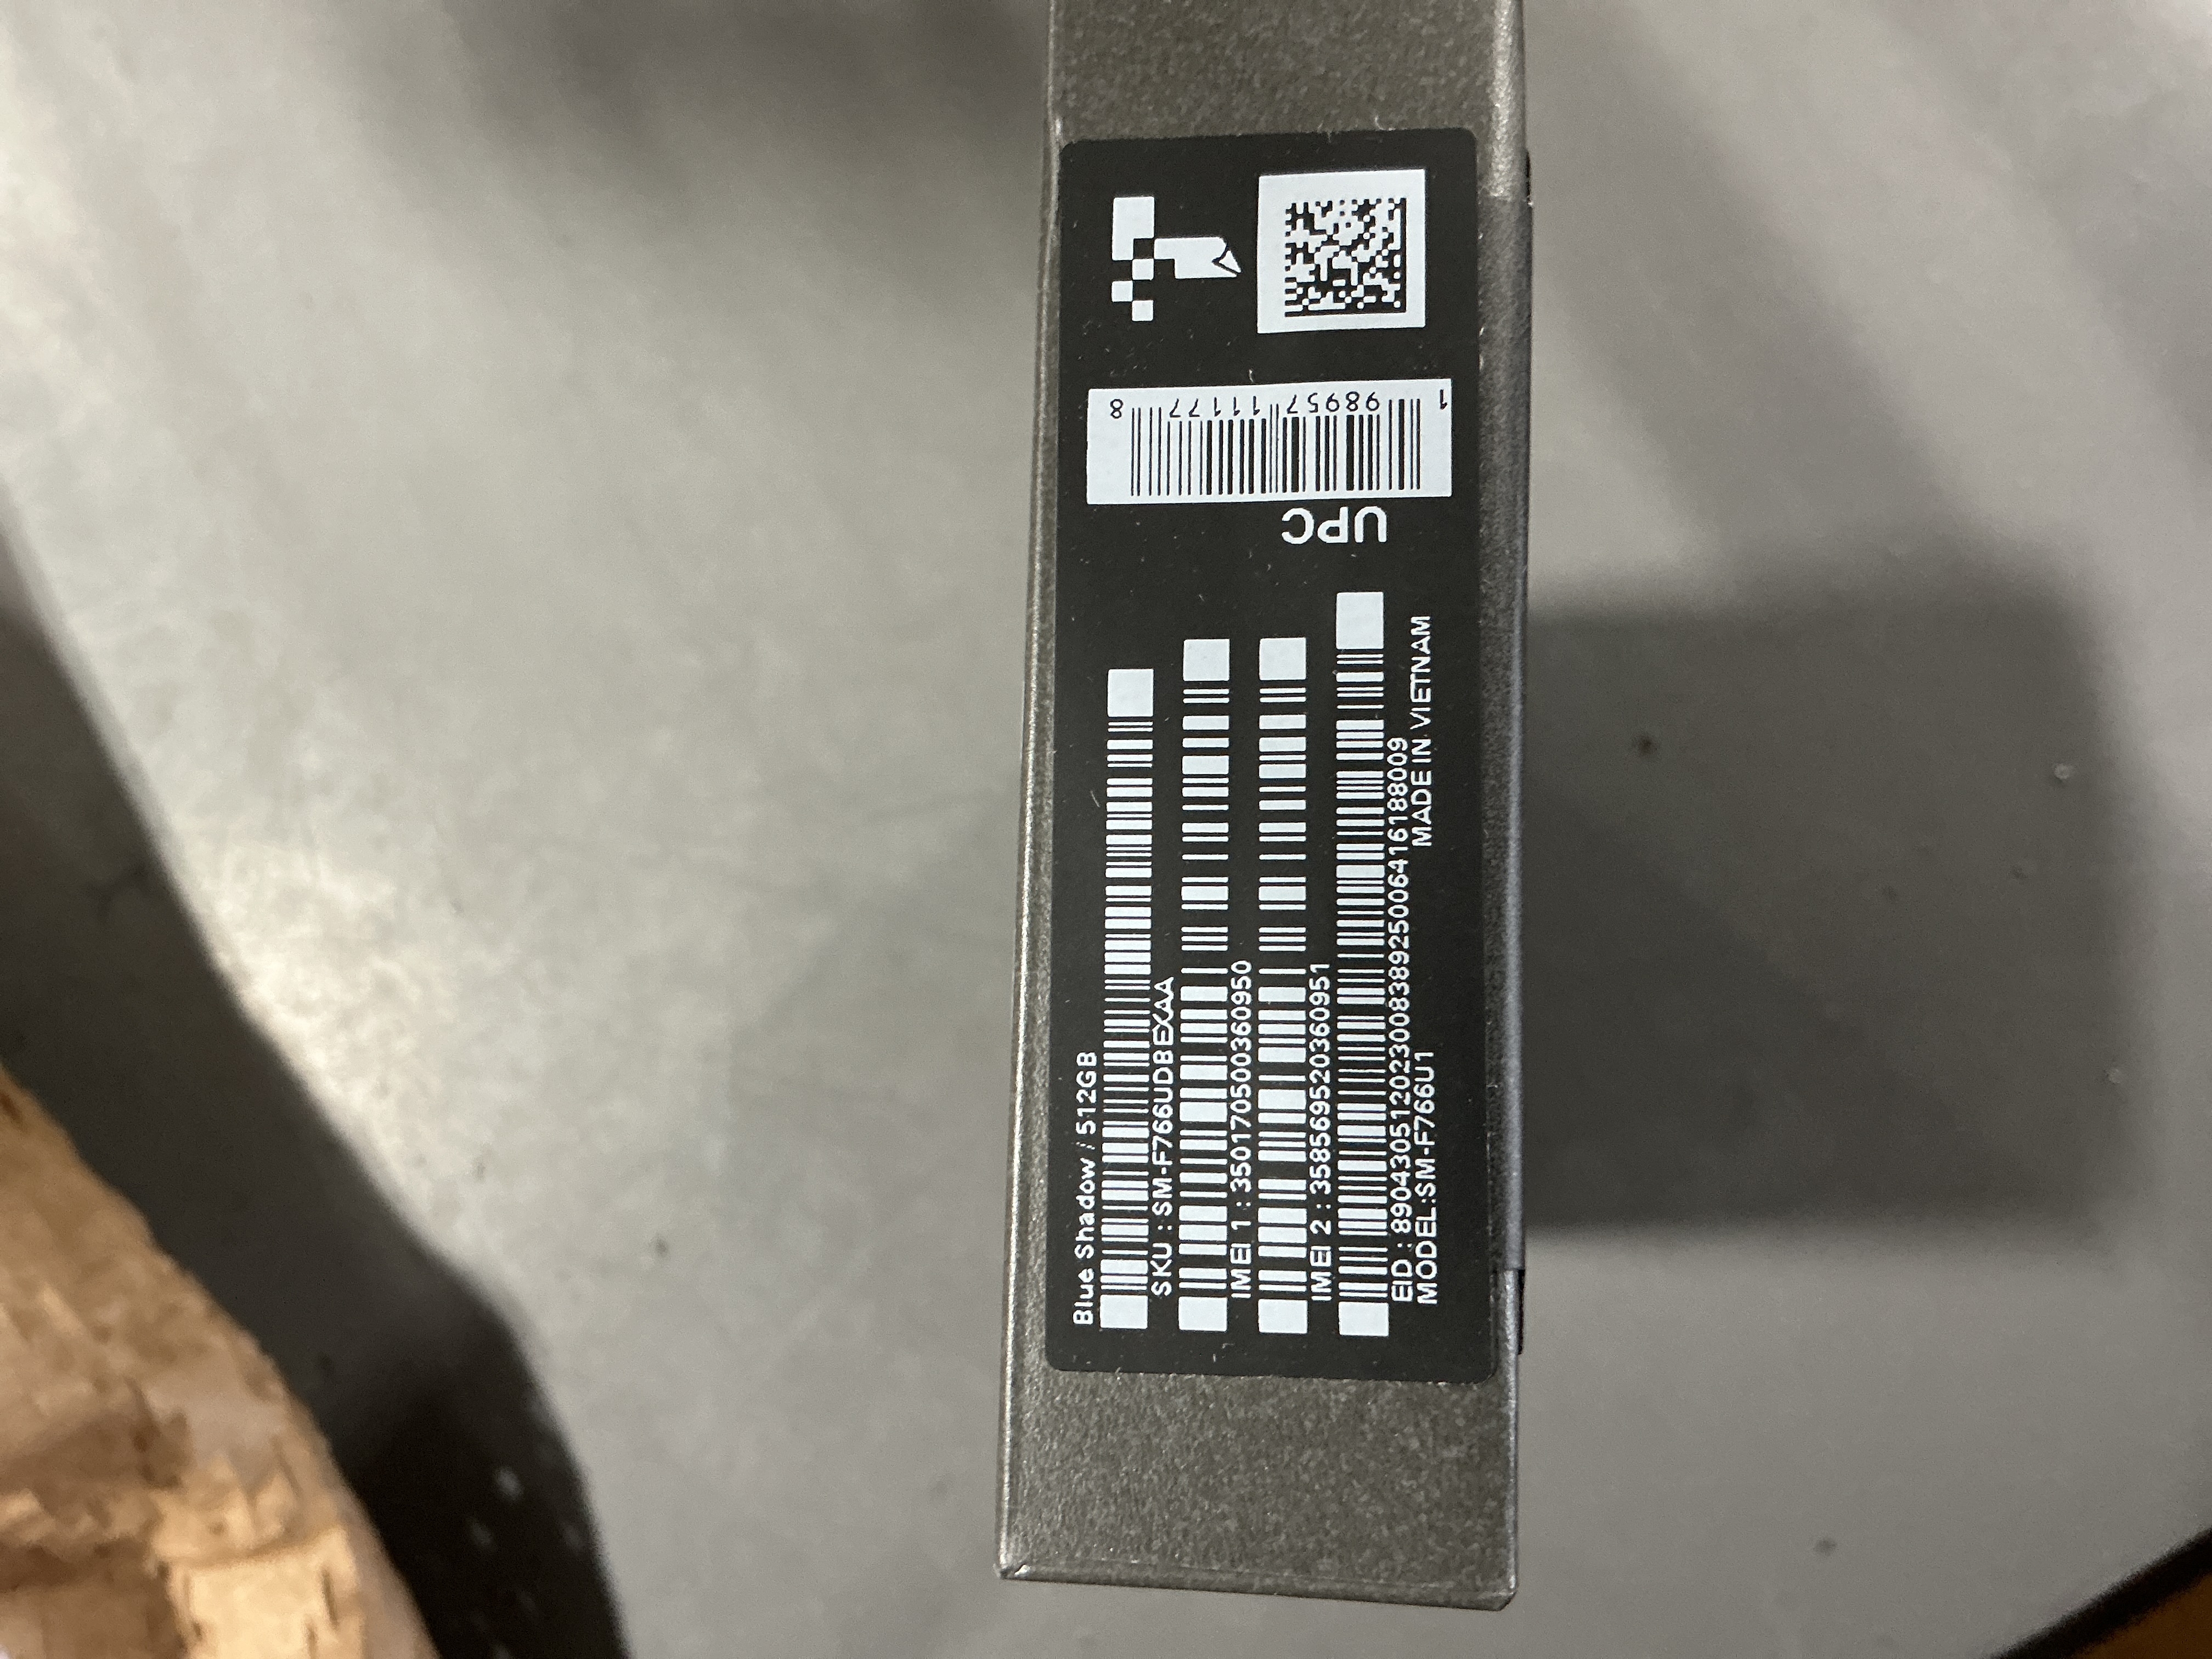 Blue Shadow / 512GB
SKU : SM-F766UDBEXAA
IMEI 1 : 350170500360950
IMEI 2 : 358569520360951
EID : 89043051202300838925006416188009
MODEL:SM-F766U1
MADE IN VIETNAM
UPC
1 98957 11177 8